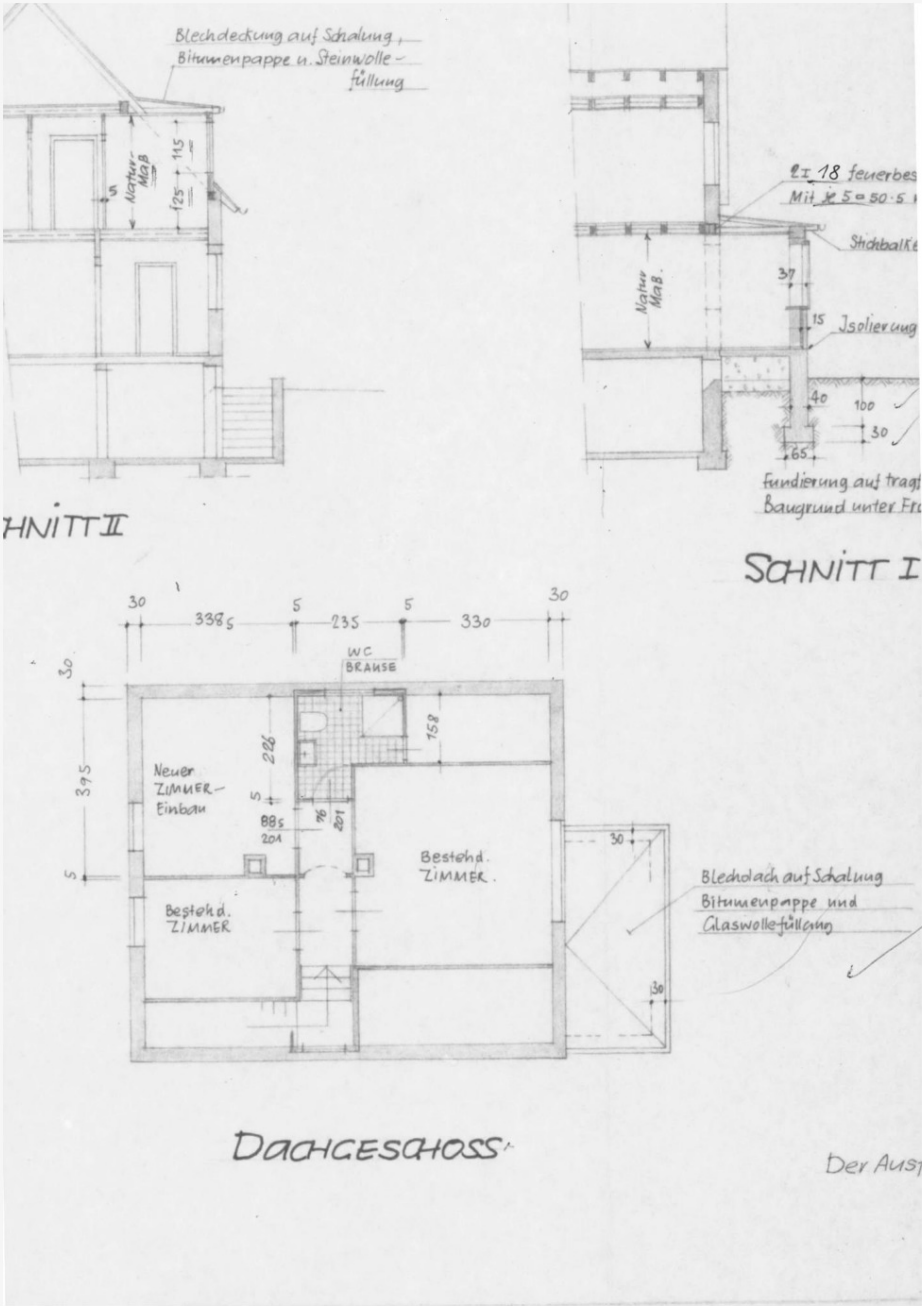 Blechdeckung auf Schalung,
Bitumenpappe u. Steinwolle-
füllung
115
Natur-
Maß
5
125
2I 18 feuerbes
Mit je 5 = 50·5
Stichbalke
37
Natur
Maß.
15
Isolierung
40
100
30
65
Fundierung auf trag
Baugrund unter Fro
HNITT II
SCHNITT I
30
338 5
5
235
5
330
30
WC
BRAUSE
30
395
5
226
158
Neuer
ZIMMER-
Einbau
5
88 5
201
76
201
30
Bestehd.
ZIMMER.
Blechdach auf Schalung
Bitumenpappe und
Glaswollefüllung
Bestehd.
ZIMMER
30
DACHGESCHOSS
Der Aust